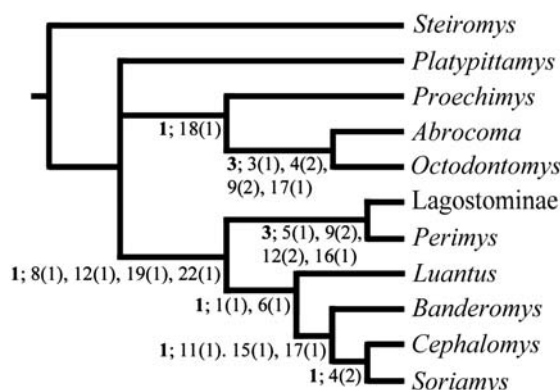 Steiromys
Platypittamys
Proechimys
1; 18(1)
Abrocoma
3; 3(1), 4(2),
9(2), 17(1)
Octodontomys
Lagostominae
3; 5(1), 9(2),
12(2), 16(1)
Perimys
1; 8(1), 12(1), 19(1), 22(1)
Luantus
1; 1(1), 6(1)
Banderomys
1; 11(1). 15(1), 17(1)
Cephalomys
1; 4(2)
Soriamys